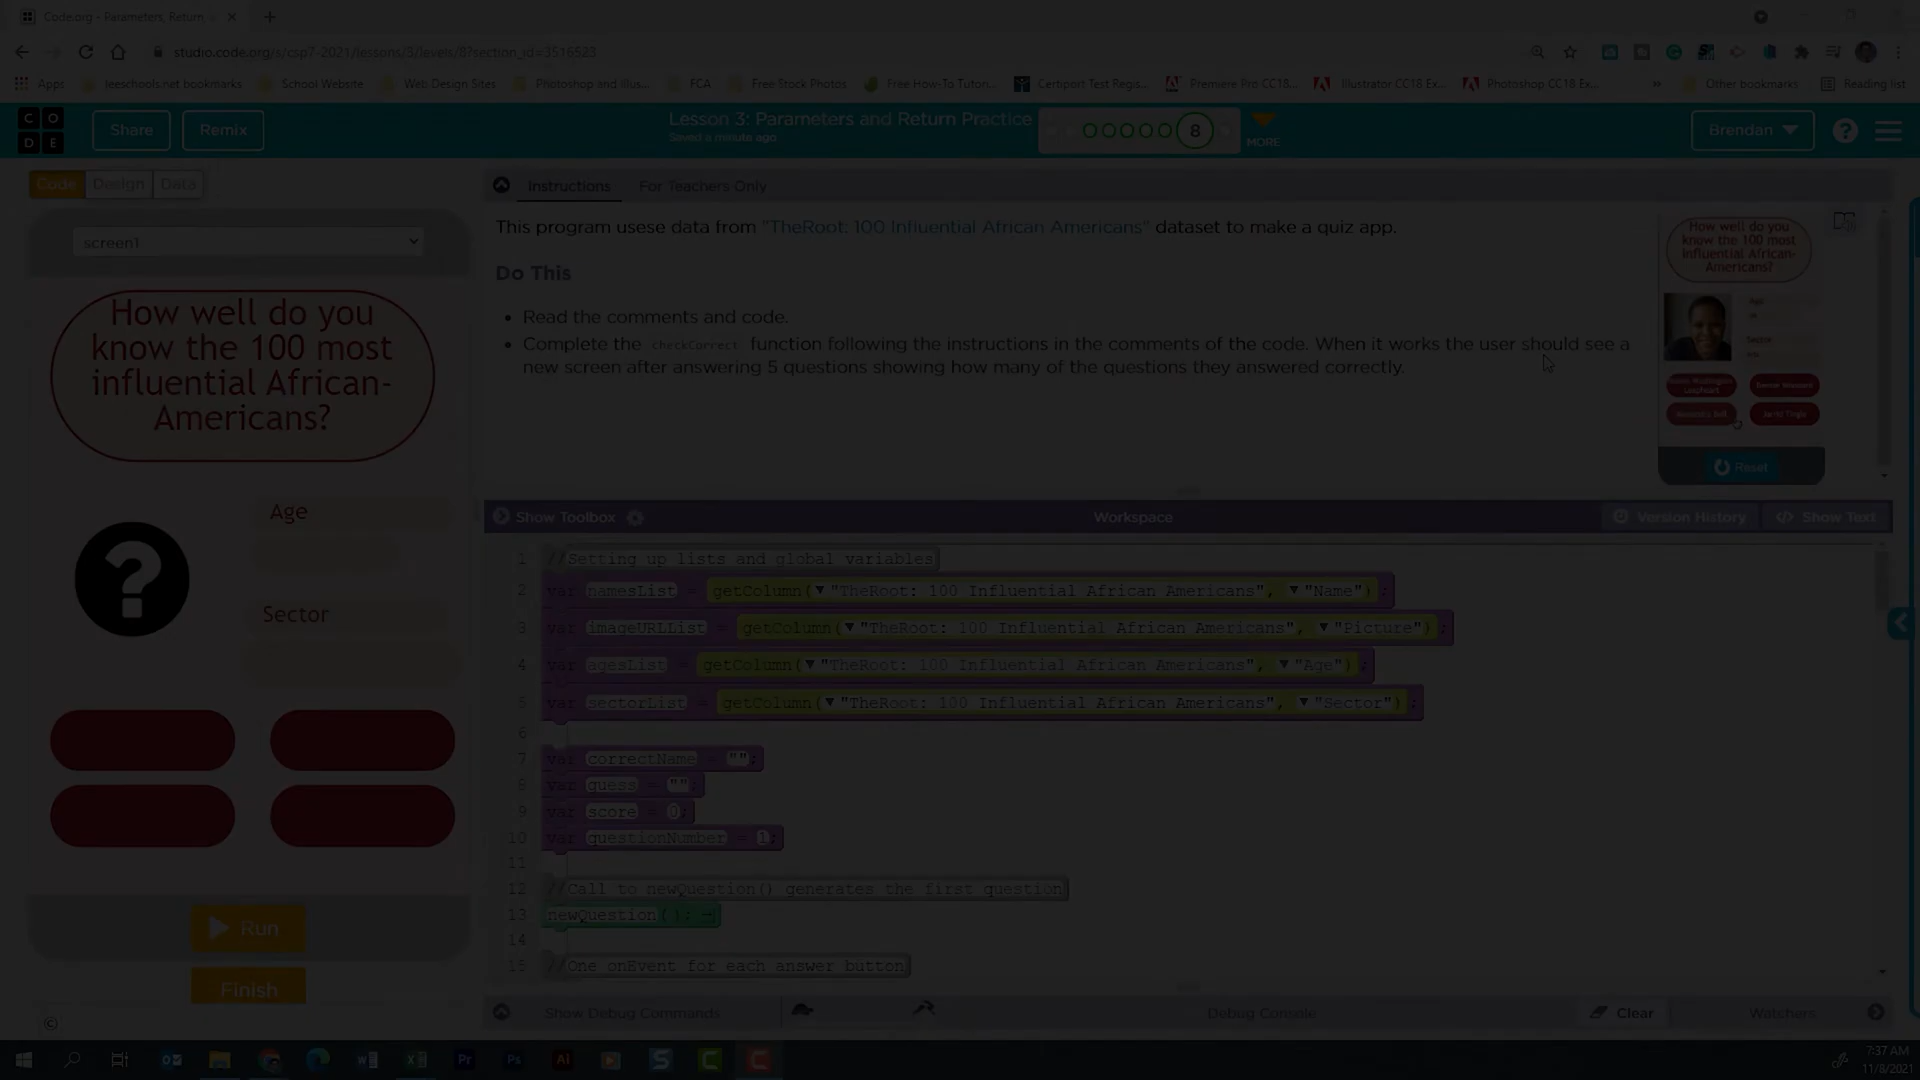 Code.org - Parameters, Return
studio.code.org/s/csp7-2021/lessons/3/levels/8?section_id=3516523
Apps leeschools.net bookmarks School Website Web Design Sites Photoshop and Illus... FCA Free Stock Photos Free How-To Tutori... Certiport Test Regis... Premiere Pro CC18... Illustrator CC18 Ex... Photoshop CC18 Ex... » Other bookmarks Reading list
CODE Share Remix
Lesson 3: Parameters and Return Practice
Saved a minute ago
8
MORE
Brendan
?
Code Design Data
Instructions For Teachers Only
screen1
This program usese data from "TheRoot: 100 Influential African Americans" dataset to make a quiz app.
Do This
• Read the comments and code.
• Complete the checkCorrect function following the instructions in the comments of the code. When it works the user should see a
new screen after answering 5 questions showing how many of the questions they answered correctly.
How well do you
know the 100 most
influential African-
Americans?
Age
Sector
Reset
How well do you
know the 100 most
influential African-
Americans?
Age
?
Sector
Run
Finish
Show Toolbox Workspace Version History Show Text
1 //Setting up lists and global variables
2 var namesList = getColumn(▼"TheRoot: 100 Influential African Americans", ▼"Name");
3 var imageURLList = getColumn(▼"TheRoot: 100 Influential African Americans", ▼"Picture");
4 var agesList = getColumn(▼"TheRoot: 100 Influential African Americans", ▼"Age");
5 var sectorList = getColumn(▼"TheRoot: 100 Influential African Americans", ▼"Sector");
6
7 var correctName = "";
8 var guess = "";
9 var score = 0;
10 var questionNumber = 1;
11
12 //Call to newQuestion() generates the first question
13 newQuestion();
14
15 //One onEvent for each answer button
Show Debug Commands Debug Console Clear Watchers
©
Pr Ps Ai
7:37 AM
11/8/2021